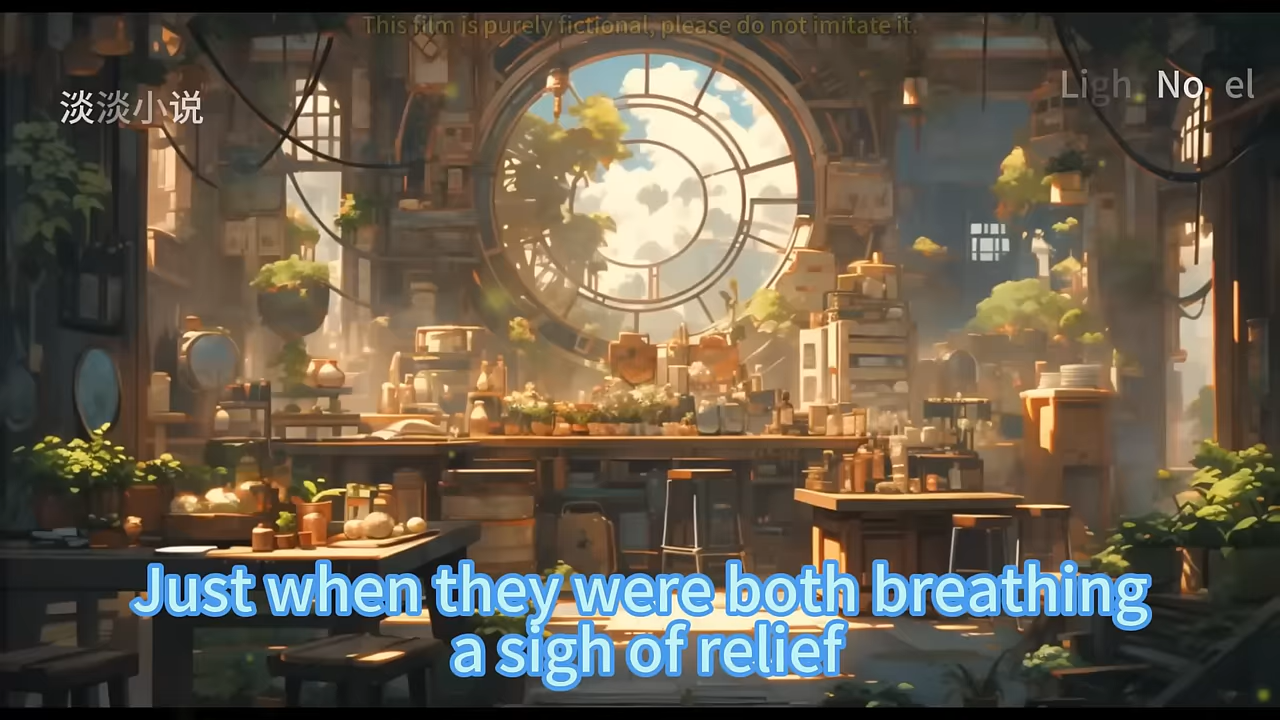 This film is purely fictional, please do not imitate it.
淡淡小说
Ligh No el
Just when they were both breathing
a sigh of relief